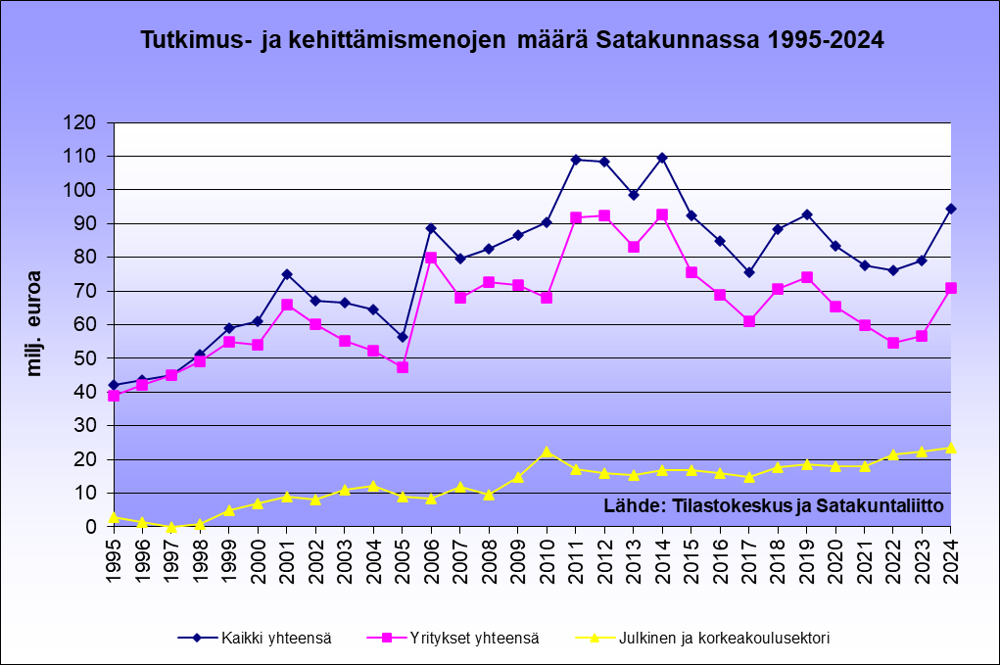 Tutkimus- ja kehittämismenojen määrä Satakunnassa 1995-2024
milj. euroa
120
110
100
90
80
70
60
50
40
30
20
10
0
Lähde: Tilastokeskus ja Satakuntaliitto
1995 1996 1997 1998 1999 2000 2001 2002 2003 2004 2005 2006 2007 2008 2009 2010 2011 2012 2013 2014 2015 2016 2017 2018 2019 2020 2021 2022 2023 2024
Kaikki yhteensä Yritykset yhteensä Julkinen ja korkeakoulusektori